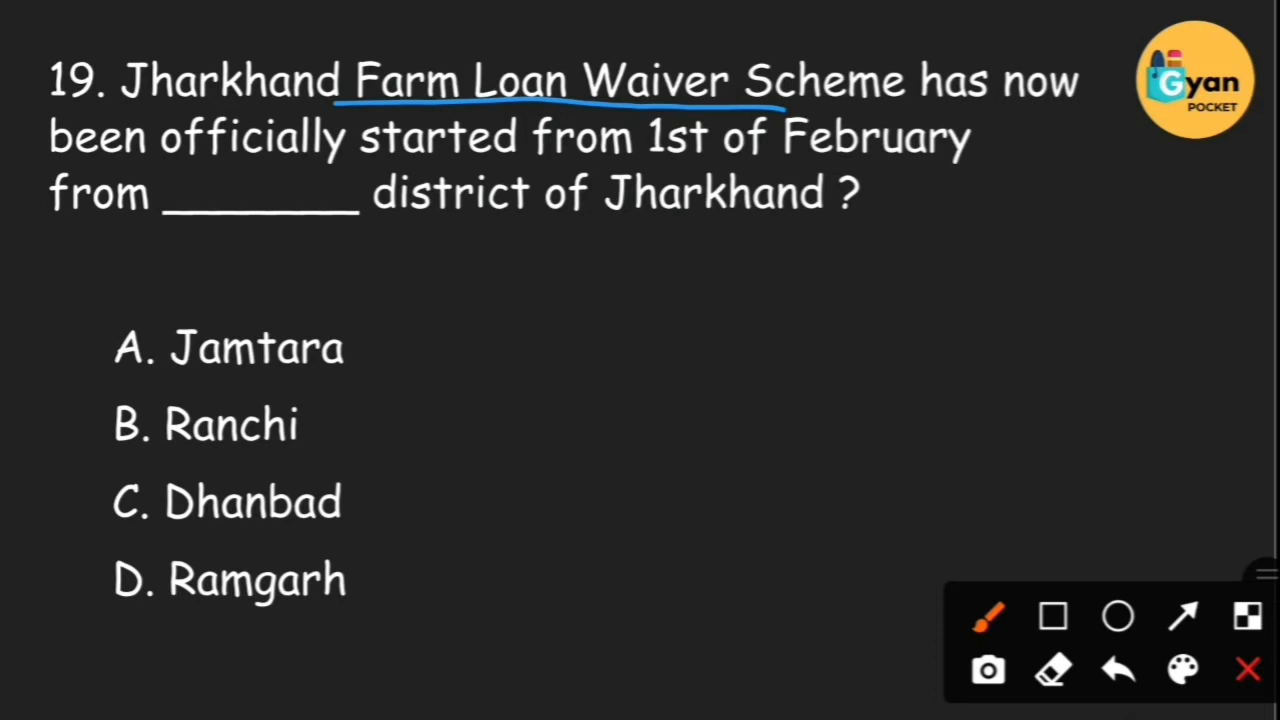 19. Jharkhand Farm Loan Waiver Scheme has now
been officially started from 1st of February
from _______ district of Jharkhand ?
Gyan
POCKET
A. Jamtara
B. Ranchi
C. Dhanbad
D. Ramgarh